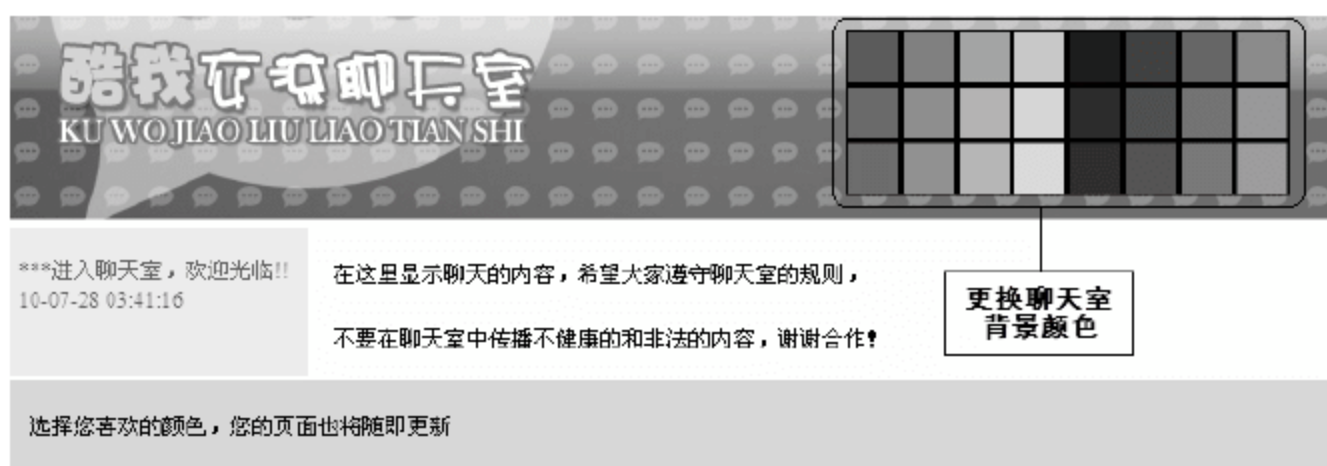 酷我交流聊天室
KU WO JIAO LIU LIAO TIAN SHI
***进入聊天室，欢迎光临!!
10-07-28 03:41:16
在这里显示聊天的内容，希望大家遵守聊天室的规则，
不要在聊天室中传播不健康的和非法的内容，谢谢合作！
更换聊天室
背景颜色
选择您喜欢的颜色，您的页面也将随即更新